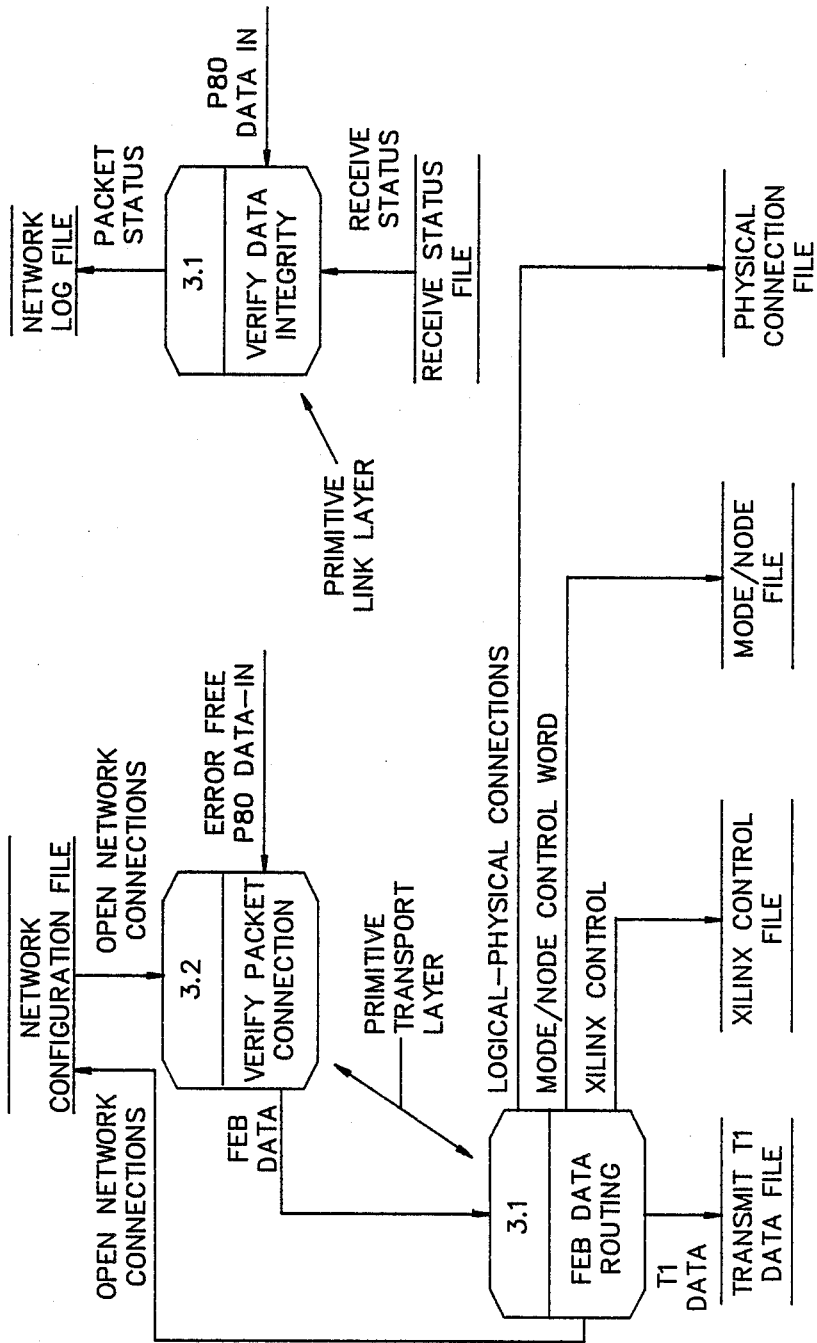 NETWORK
CONFIGURATION FILE
OPEN NETWORK
CONNECTIONS
OPEN NETWORK
CONNECTIONS
3.2
VERIFY PACKET
CONNECTION
ERROR FREE
P80 DATA-IN
FEB
DATA
PRIMITIVE
TRANSPORT
LAYER
3.1
FEB DATA
ROUTING
LOGICAL-PHYSICAL CONNECTIONS
MODE/NODE CONTROL WORD
XILINX CONTROL
T1
DATA
TRANSMIT T1
DATA FILE
XILINX CONTROL
FILE
MODE/NODE
FILE
PHYSICAL
CONNECTION
FILE
NETWORK
LOG FILE
PACKET
STATUS
3.1
VERIFY DATA
INTEGRITY
P80
DATA IN
RECEIVE
STATUS
RECEIVE STATUS
FILE
PRIMITIVE
LINK LAYER